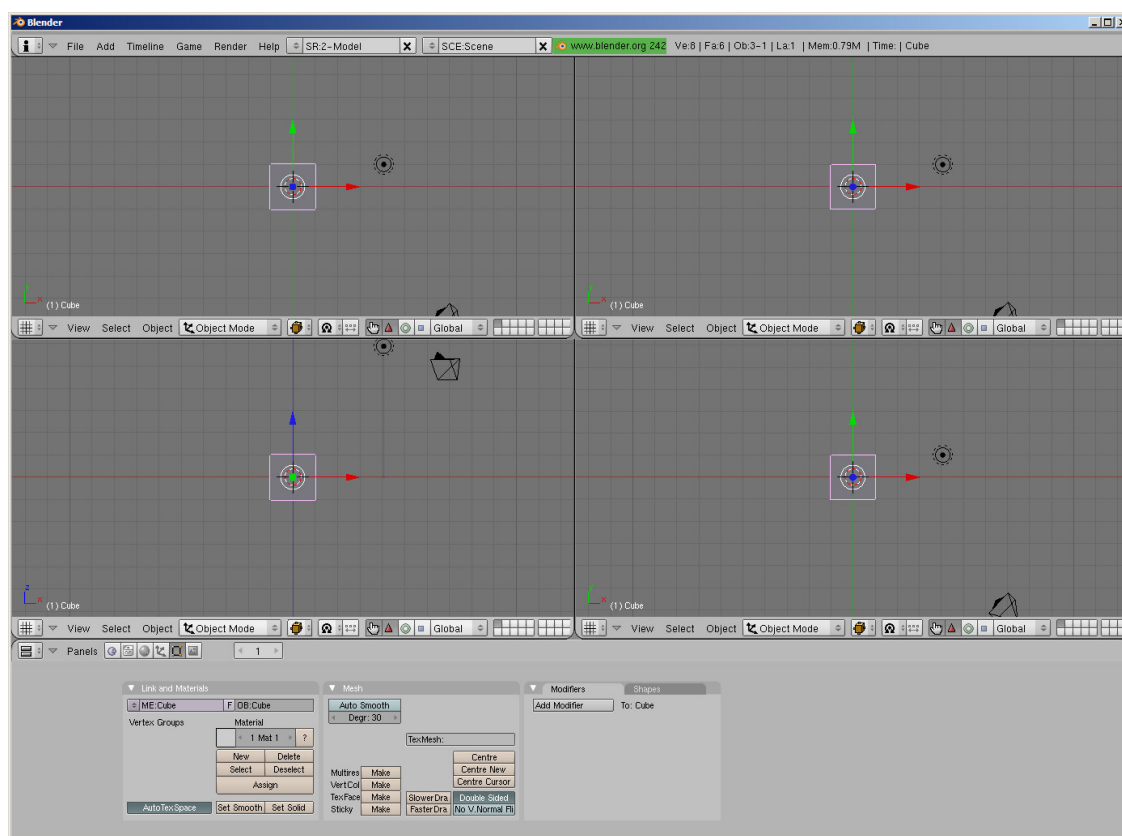 Blender
File Add Timeline Game Render Help SR:2-Model SCE:Scene www.blender.org 242 Ve:8 | Fa:6 | Ob:3-1 | La:1 | Mem:0.79M | Time: | Cube
(1) Cube
(1) Cube
View Select Object Object Mode Global
View Select Object Object Mode Global
z x (1) Cube
(1) Cube
View Select Object Object Mode Global
View Select Object Object Mode Global
Panels 1
Link and Materials
ME:Cube F OB:Cube
Vertex Groups Material
1 Mat 1 ?
New Delete
Select Deselect
Assign
AutoTexSpace Set Smooth Set Solid
Mesh
Auto Smooth
Degr: 30
TexMesh:
Centre
Multires Make Centre New
VertCol Make Centre Cursor
TexFace Make SlowerDra Double Sided
Sticky Make FasterDra No V.Normal Fli
Modifiers Shapes
Add Modifier To: Cube